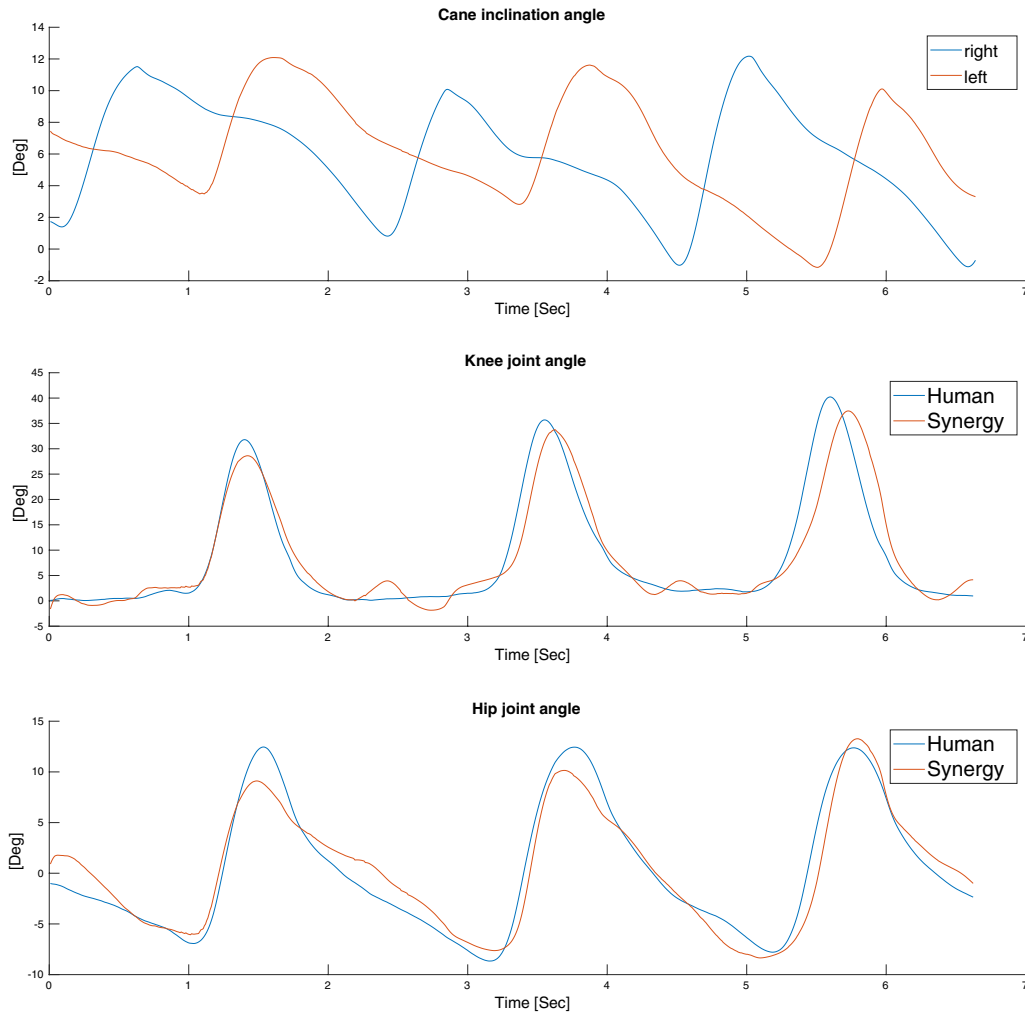 Cane inclination angle
14
12
10
8
6
4
2
0
-2
[Deg]
right
left
0 1 2 3 4 5 6 7
Time [Sec]
Knee joint angle
45
40
35
30
25
20
15
10
5
0
-5
[Deg]
Human
Synergy
0 1 2 3 4 5 6 7
Time [Sec]
Hip joint angle
15
10
5
0
-5
-10
[Deg]
Human
Synergy
0 1 2 3 4 5 6 7
Time [Sec]